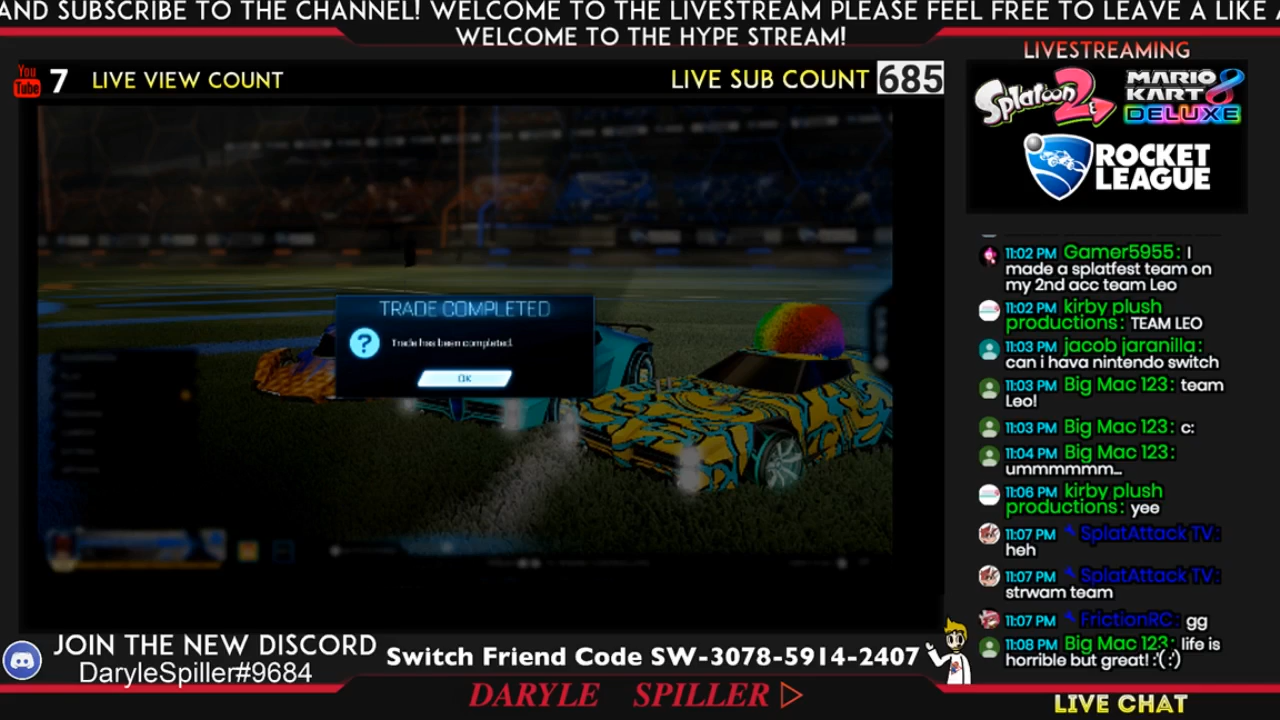 AND SUBSCRIBE TO THE CHANNEL! WELCOME TO THE LIVESTREAM PLEASE FEEL FREE TO LEAVE A LIKE A
WELCOME TO THE HYPE STREAM!
You
Tube
7 LIVE VIEW COUNT
LIVE SUB COUNT 685
LIVESTREAMING
Splatoon 2
MARIO
KART 8
DELUXE
ROCKET
LEAGUE
TRADE COMPLETED
Trade has been completed.
OK
11:02 PM Gamer5955: I
made a splatfest team on
my 2nd acc team Leo
11:02 PM kirby plush
productions: TEAM LEO
11:03 PM jacob jaranilla:
can i hava nintendo switch
11:03 PM Big Mac 123: team
Leo!
11:03 PM Big Mac 123: c:
11:04 PM Big Mac 123:
ummmmmm...
11:06 PM kirby plush
productions: yee
11:07 PM SplatAttack TV:
heh
11:07 PM SplatAttack TV:
strwam team
11:07 PM FrictionRC: gg
11:08 PM Big Mac 123: life is
horrible but great! :'( :')
LIVE CHAT
JOIN THE NEW DISCORD
DaryleSpiller#9684
Switch Friend Code SW-3078-5914-2407
DARYLE SPILLER